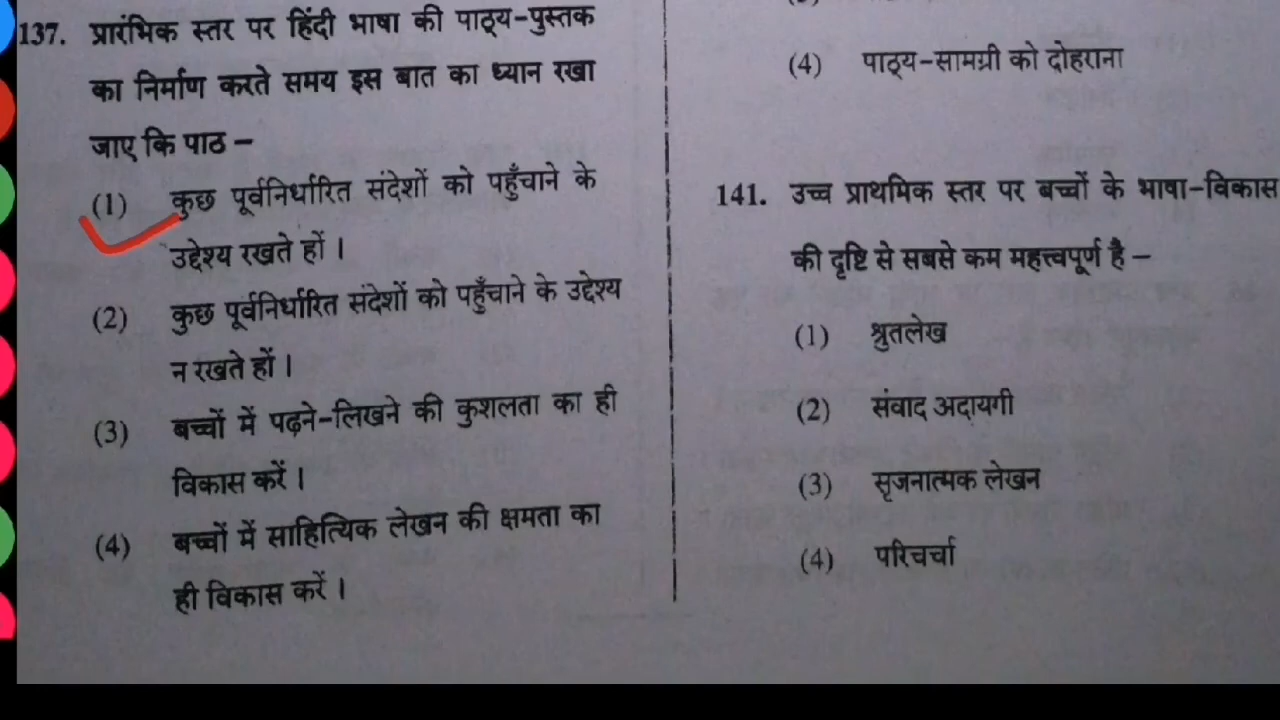 137. प्रारंभिक स्तर पर हिंदी भाषा की पाठ्य-पुस्तक
का निर्माण करते समय इस बात का ध्यान रखा
जाए कि पाठ –
(1) कुछ पूर्वनिर्धारित संदेशों को पहुँचाने के
उद्देश्य रखते हों ।
(2) कुछ पूर्वनिर्धारित संदेशों को पहुँचाने के उद्देश्य
न रखते हों ।
(3) बच्चों में पढ़ने-लिखने की कुशलता का ही
विकास करें ।
(4) बच्चों में साहित्यिक लेखन की क्षमता का
ही विकास करें ।
(4) पाठ्य-सामग्री को दोहराना
141. उच्च प्राथमिक स्तर पर बच्चों के भाषा-विकास
की दृष्टि से सबसे कम महत्त्वपूर्ण है –
(1) श्रुतलेख
(2) संवाद अदायगी
(3) सृजनात्मक लेखन
(4) परिचर्चा